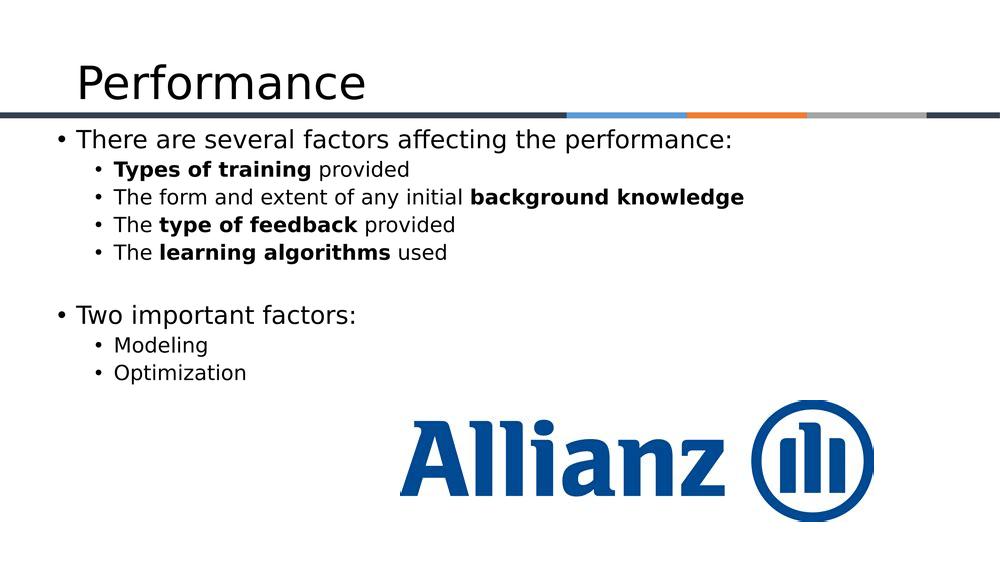 Performance
• There are several factors affecting the performance:
• Types of training provided
• The form and extent of any initial background knowledge
• The type of feedback provided
• The learning algorithms used
• Two important factors:
• Modeling
• Optimization
Allianz